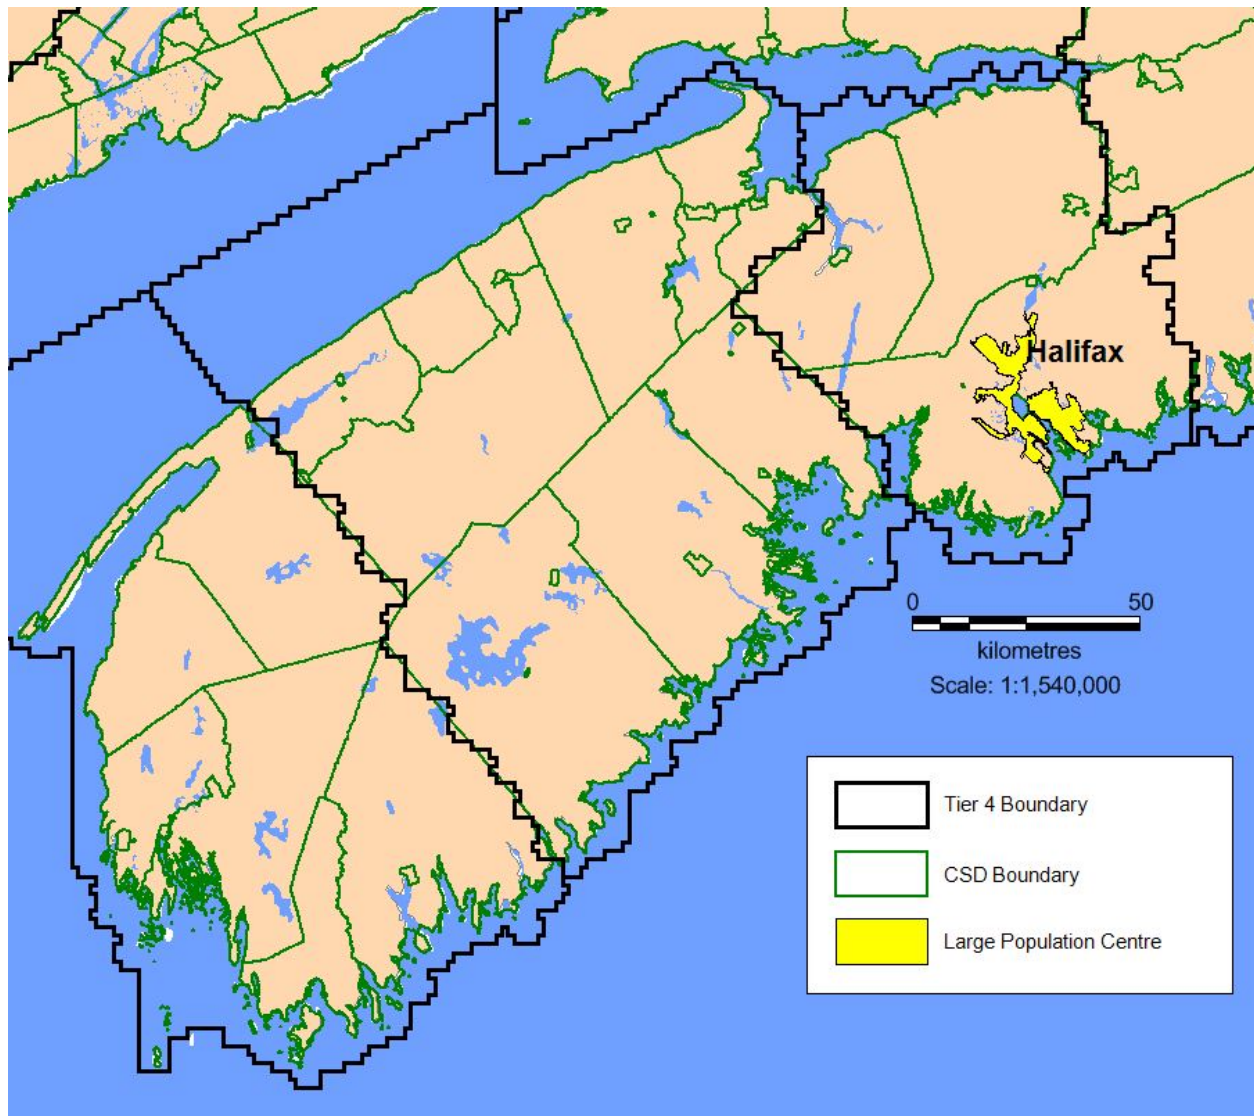 Halifax
0 50
kilometres
Scale: 1:1,540,000
Tier 4 Boundary
CSD Boundary
Large Population Centre